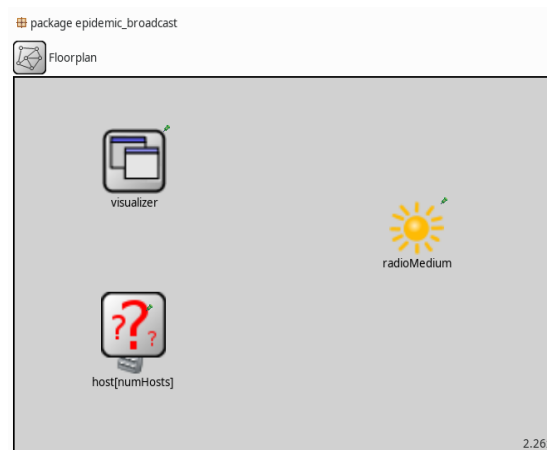 package epidemic_broadcast
Floorplan
visualizer
radioMedium
???
host[numHosts]
2.26